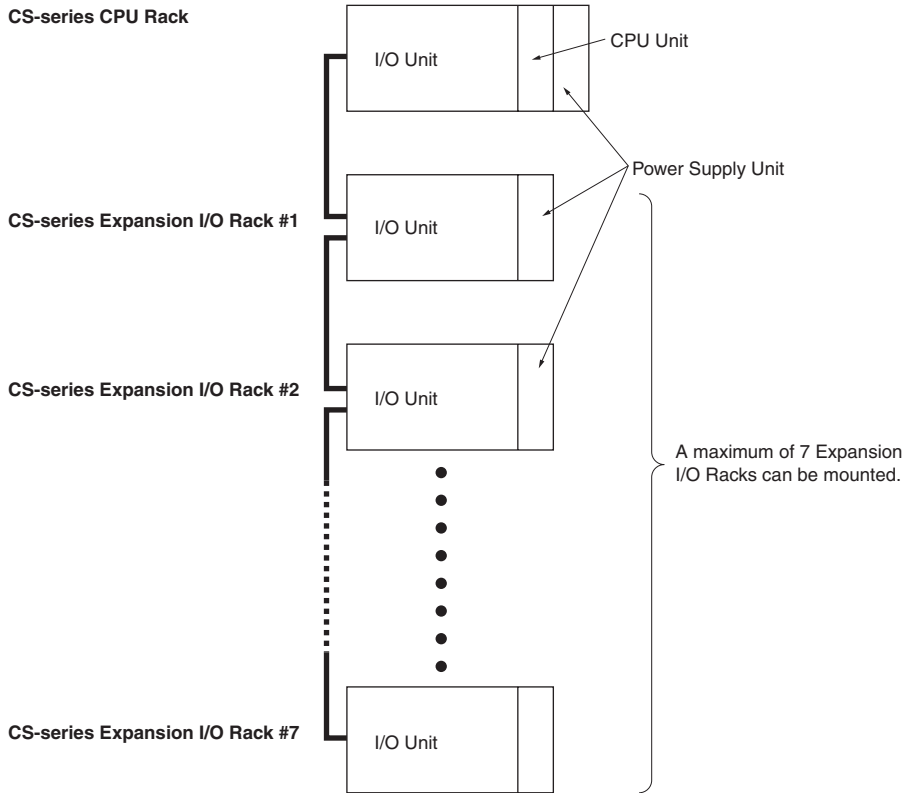 CS-series CPU Rack
I/O Unit
CPU Unit
Power Supply Unit
CS-series Expansion I/O Rack #1
I/O Unit
CS-series Expansion I/O Rack #2
I/O Unit
A maximum of 7 Expansion
I/O Racks can be mounted.
CS-series Expansion I/O Rack #7
I/O Unit